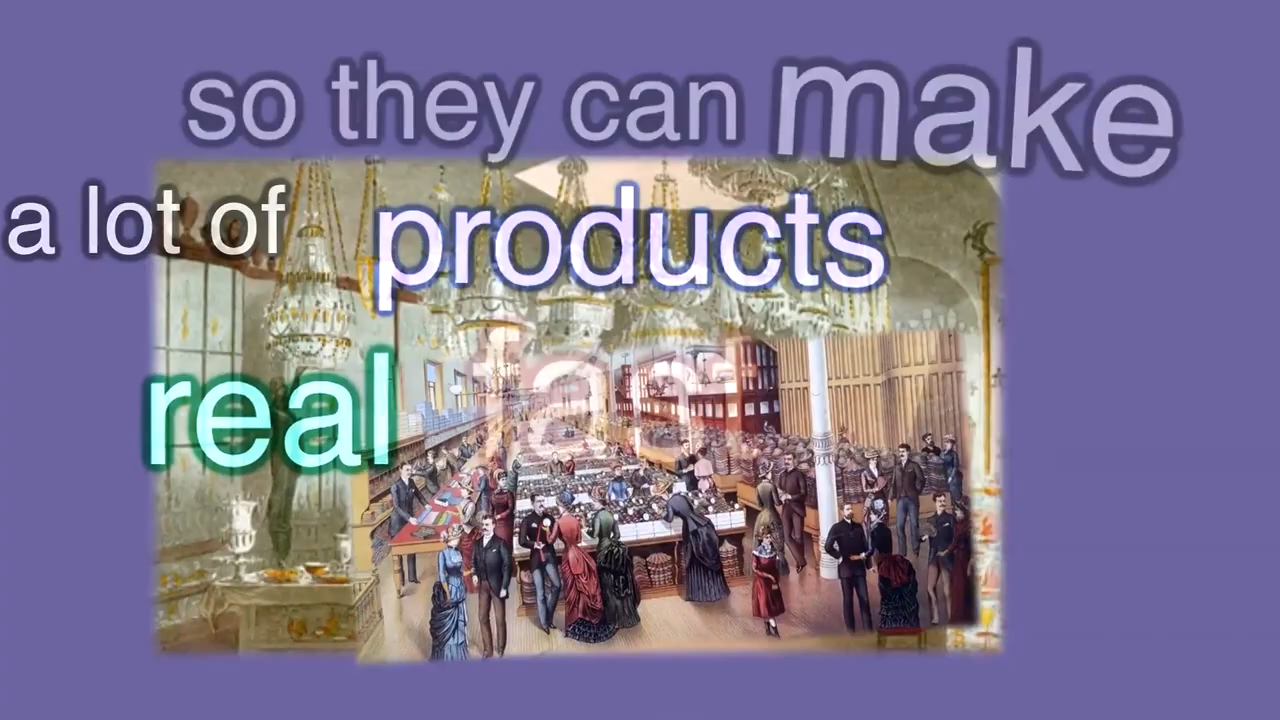 so they can make
a lot of products
real